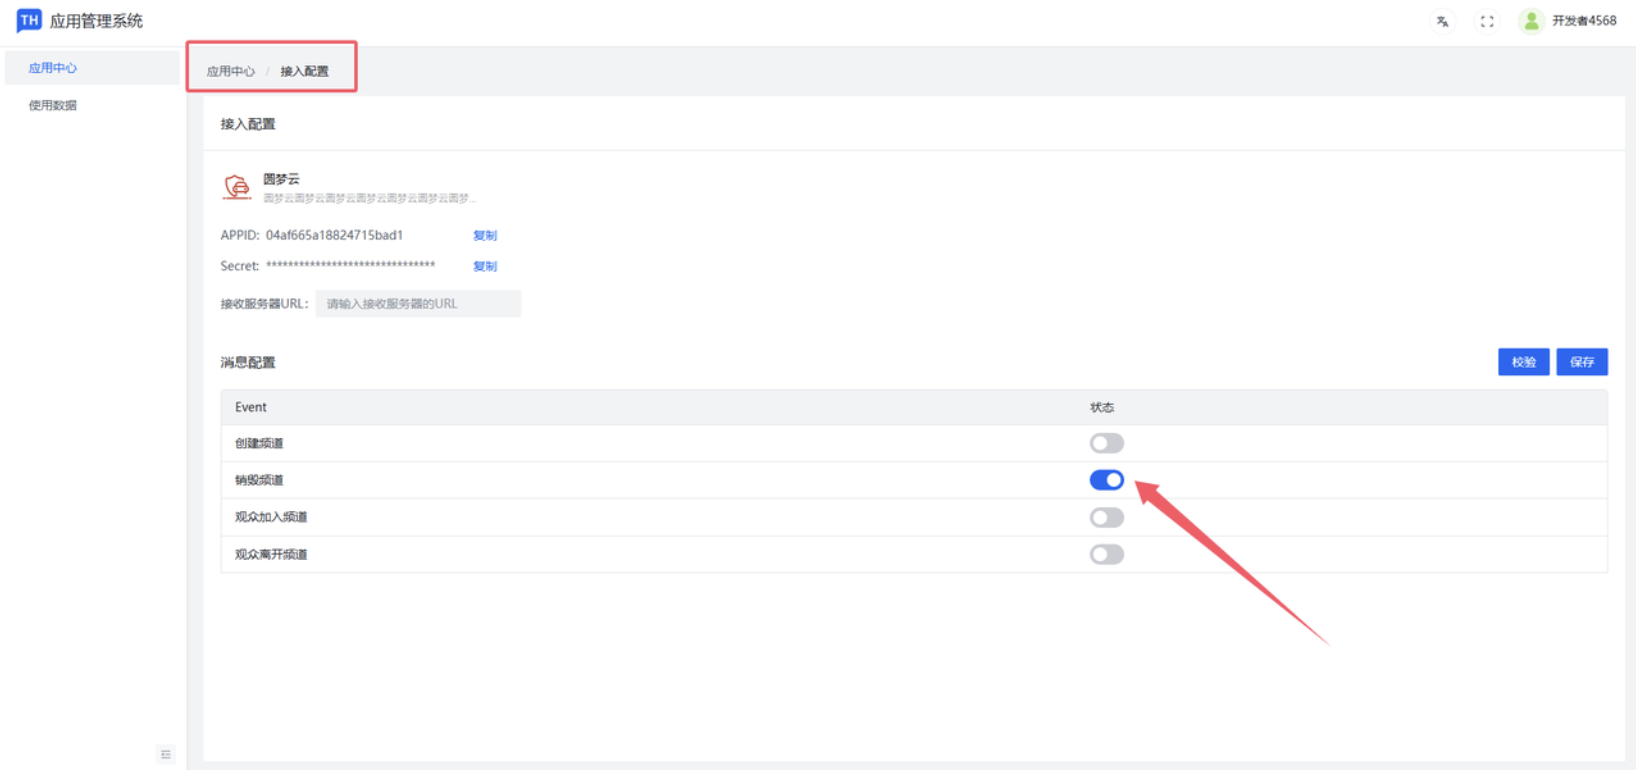 TH 应用管理系统
开发者4568
应用中心
使用数据
应用中心 / 接入配置
接入配置
圆梦云
圆梦云圆梦云圆梦云圆梦云圆梦云圆梦云圆梦...
APPID: 04af665a18824715bad1 复制
Secret: ******************************** 复制
接收服务器URL: 请输入接收服务器的URL
消息配置
校验 保存
Event 状态
创建频道
销毁频道
观众加入频道
观众离开频道